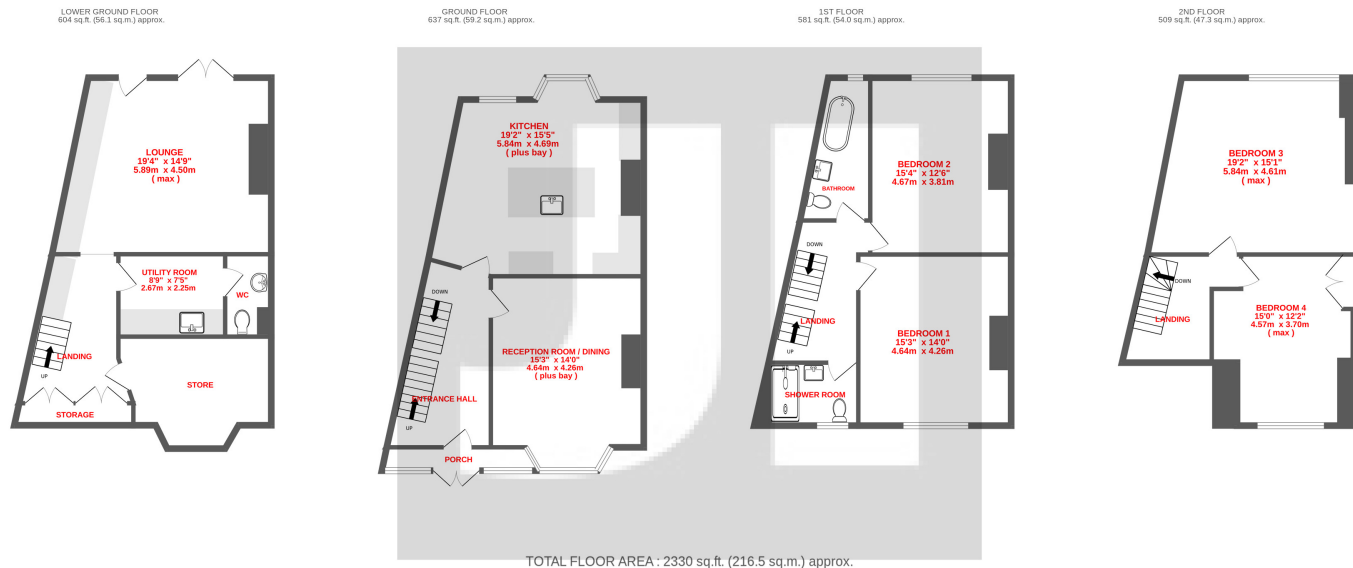 LOWER GROUND FLOOR
604 sq.ft. (56.1 sq.m.) approx.
LOUNGE
19'4" x 14'9"
5.89m x 4.50m
( max )
UTILITY ROOM
8'9" x 7'5"
2.67m x 2.25m
WC
LANDING
UP
STORE
STORAGE
GROUND FLOOR
637 sq.ft. (59.2 sq.m.) approx.
KITCHEN
19'2" x 15'5"
5.84m x 4.69m
( plus bay )
DOWN
RECEPTION ROOM / DINING
15'3" x 14'0"
4.64m x 4.26m
( plus bay )
ENTRANCE HALL
UP
PORCH
1ST FLOOR
581 sq.ft. (54.0 sq.m.) approx.
BEDROOM 2
15'4" x 12'6"
4.67m x 3.81m
BATHROOM
DOWN
LANDING
UP
BEDROOM 1
15'3" x 14'0"
4.64m x 4.26m
SHOWER ROOM
2ND FLOOR
509 sq.ft. (47.3 sq.m.) approx.
BEDROOM 3
19'2" x 15'1"
5.84m x 4.61m
( max )
DOWN
LANDING
BEDROOM 4
15'0" x 12'2"
4.57m x 3.70m
( max )
TOTAL FLOOR AREA : 2330 sq.ft. (216.5 sq.m.) approx.